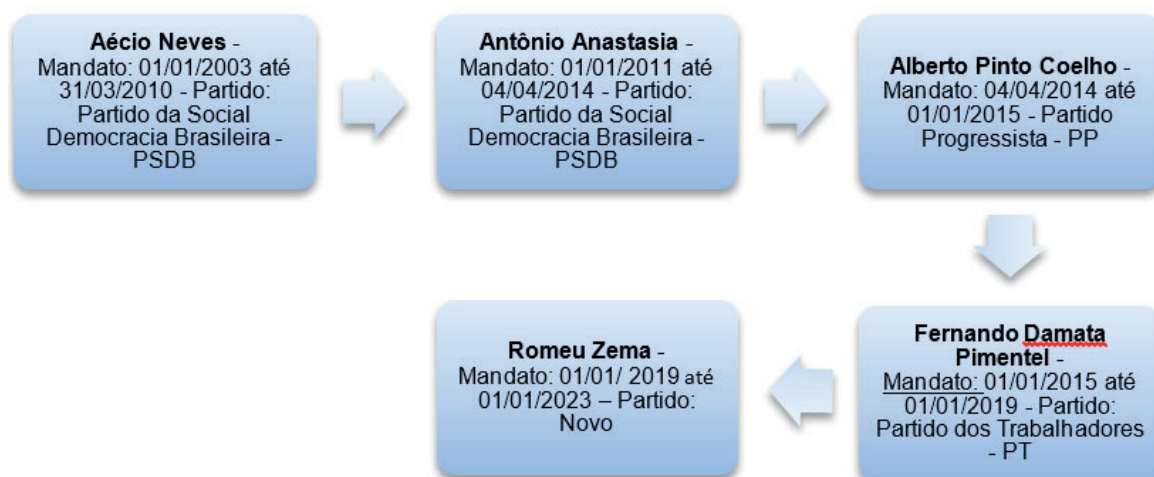 Aécio Neves -
Mandato: 01/01/2003 até
31/03/2010 - Partido:
Partido da Social
Democracia Brasileira -
PSDB
Antônio Anastasia -
Mandato: 01/01/2011 até
04/04/2014 - Partido:
Partido da Social
Democracia Brasileira -
PSDB
Alberto Pinto Coelho -
Mandato: 04/04/2014 até
01/01/2015 - Partido
Progressista - PP
Fernando Damata
Pimentel -
Mandato: 01/01/2015 até
01/01/2019 - Partido:
Partido dos Trabalhadores
- PT
Romeu Zema -
Mandato: 01/01/ 2019 até
01/01/2023 – Partido:
Novo